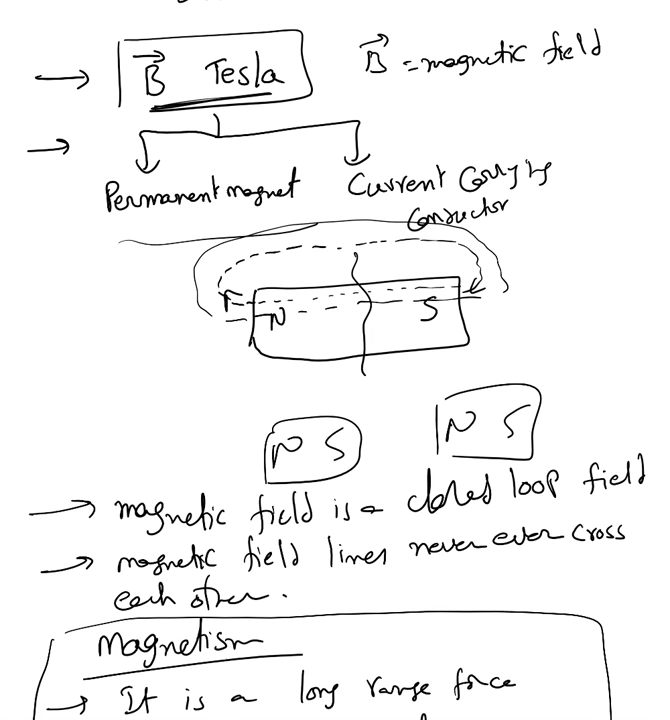 → B⃗ Tesla B⃗ = magnetic field
→
Permanent magnet Current Carrying
Conductor
N S
N S N S
→ magnetic field is a closed loop field
→ magnetic field lines never ever cross
each other.
Magnetism
→ It is a long range force